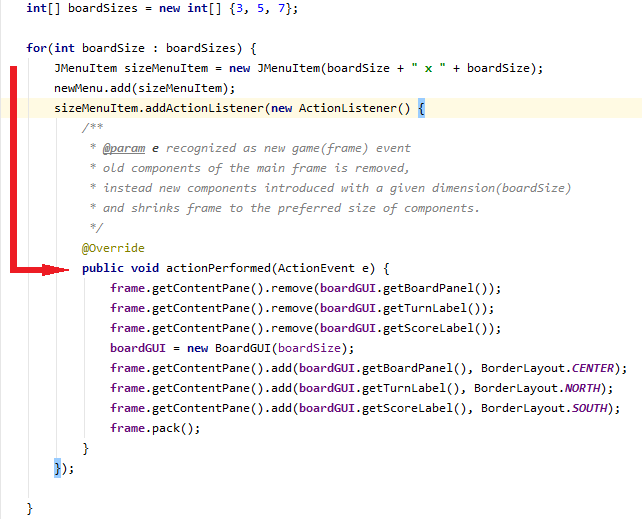 int[] boardSizes = new int[] {3, 5, 7};
for(int boardSize : boardSizes) {
JMenuItem sizeMenuItem = new JMenuItem(boardSize + " x " + boardSize);
newMenu.add(sizeMenuItem);
sizeMenuItem.addActionListener(new ActionListener() {
/**
* @param e recognized as new game(frame) event
* old components of the main frame is removed,
* instead new components introduced with a given dimension(boardSize)
* and shrinks frame to the preferred size of components.
*/
@Override
public void actionPerformed(ActionEvent e) {
frame.getContentPane().remove(boardGUI.getBoardPanel());
frame.getContentPane().remove(boardGUI.getTurnLabel());
frame.getContentPane().remove(boardGUI.getScoreLabel());
boardGUI = new BoardGUI(boardSize);
frame.getContentPane().add(boardGUI.getBoardPanel(), BorderLayout.CENTER);
frame.getContentPane().add(boardGUI.getTurnLabel(), BorderLayout.NORTH);
frame.getContentPane().add(boardGUI.getScoreLabel(), BorderLayout.SOUTH);
frame.pack();
}
});
}